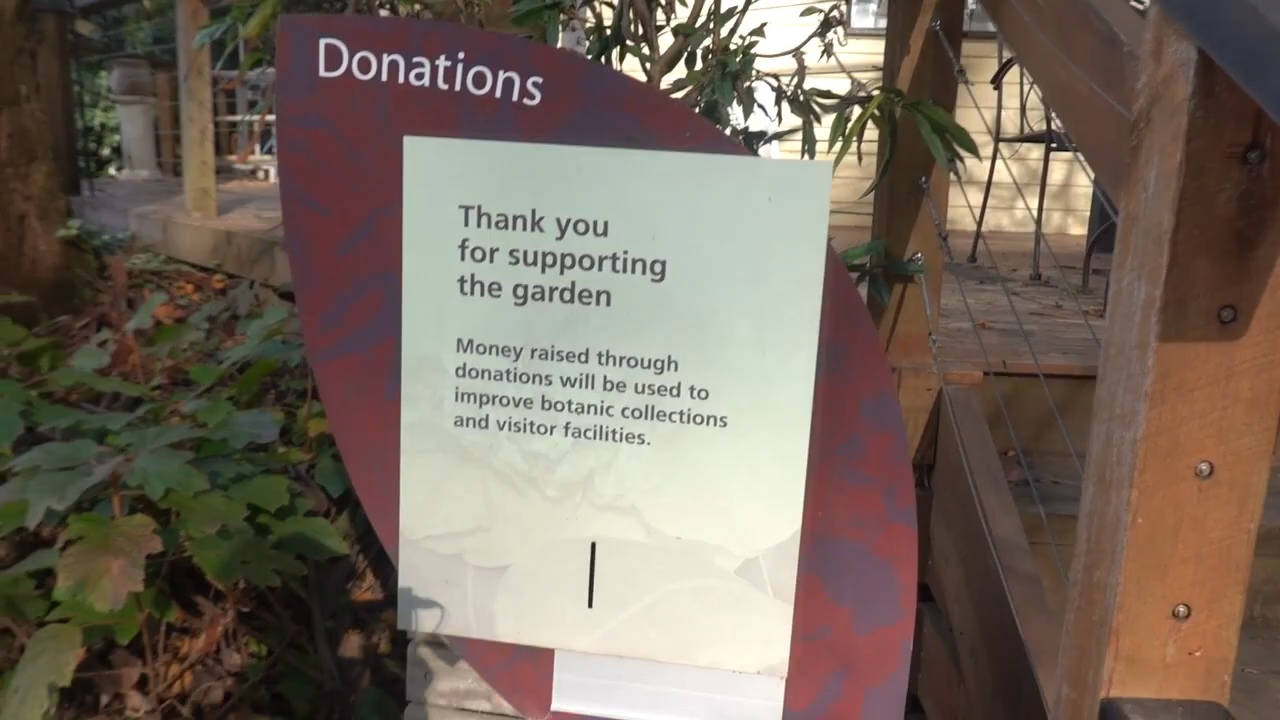 Donations
Thank you
for supporting
the garden
Money raised through
donations will be used to
improve botanic collections
and visitor facilities.